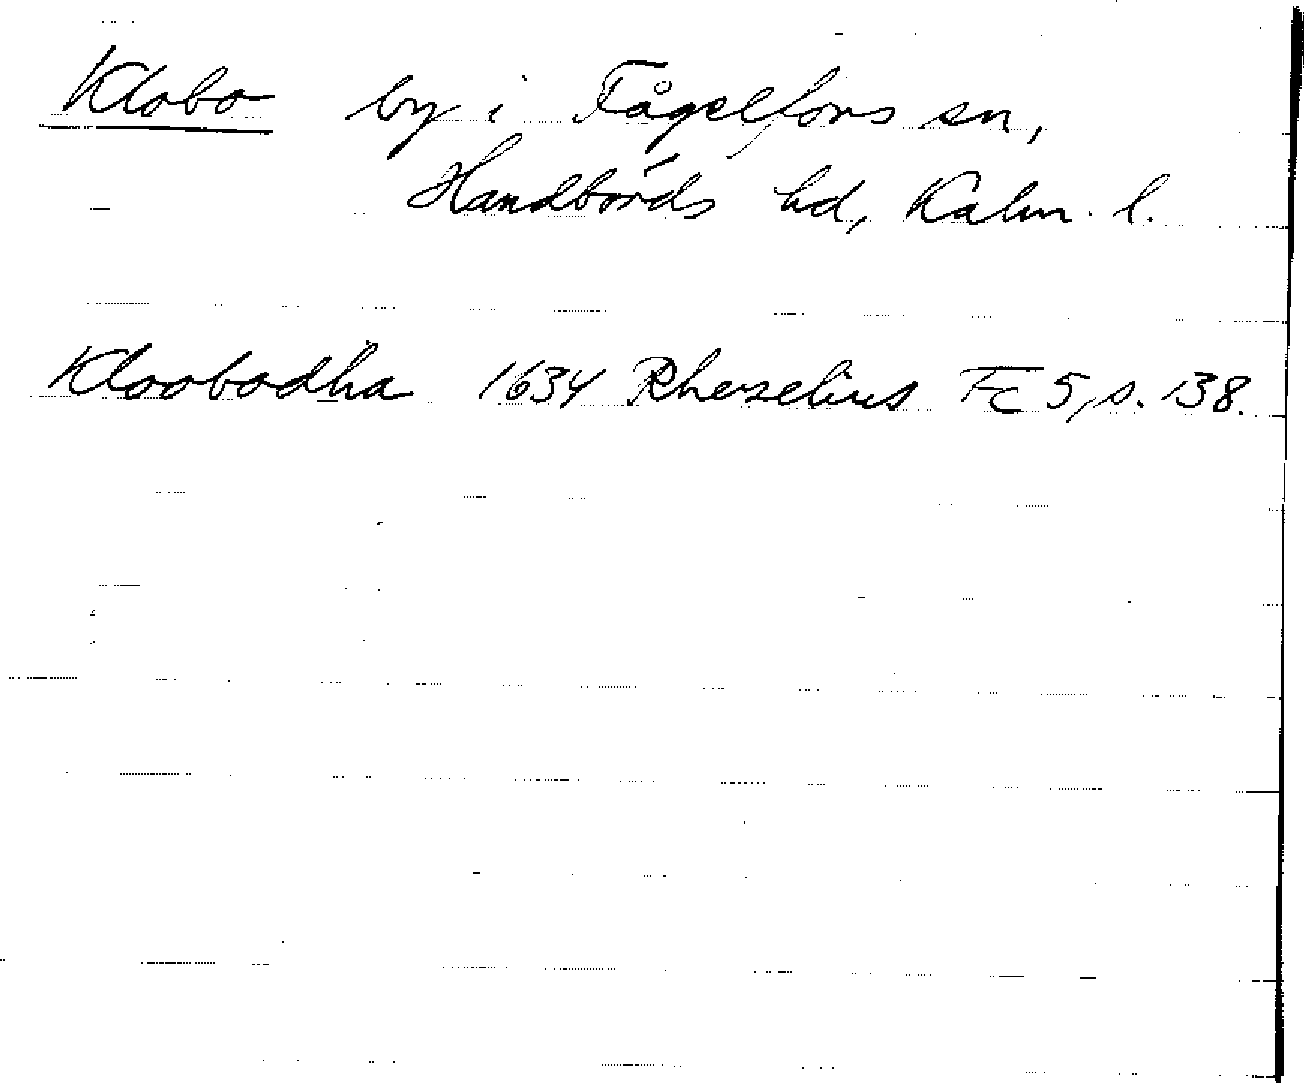 Klobo by i Fågelfors sn,
Handbörds hd, Kalm. l.
Kloobodha 1634 Rhezelius Fc 5, s. 138.